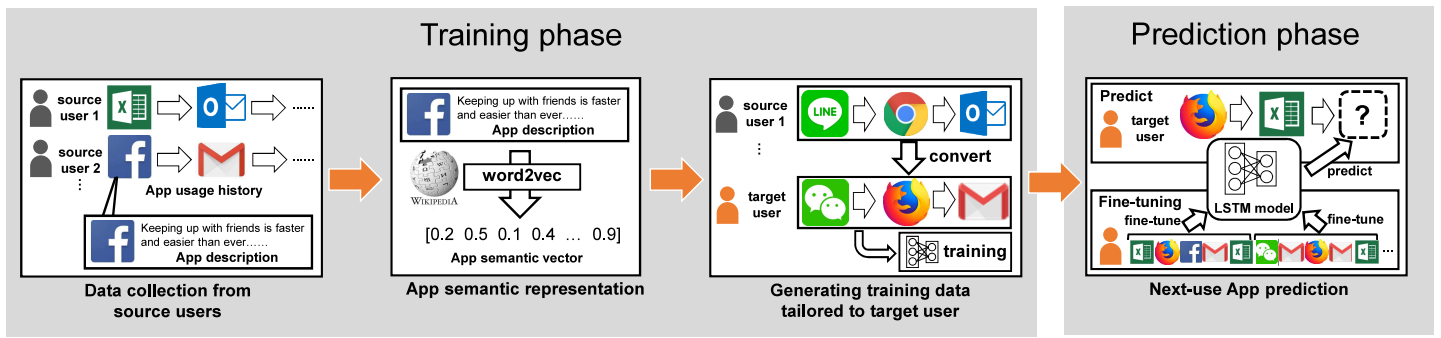 Training phase
source
user 1
......
source
user 2
......
App usage history
Keeping up with friends is faster
and easier than ever……
App description
Data collection from
source users
Keeping up with friends is faster
and easier than ever……
App description
WIKIPEDIA
word2vec
[0.2 0.5 0.1 0.4 … 0.9]
App semantic vector
App semantic representation
source
user 1
LINE
convert
target
user
training
Generating training data
tailored to target user
Prediction phase
Predict
target
user
?
predict
LSTM model
Fine-tuning
fine-tune
fine-tune
...
Next-use App prediction